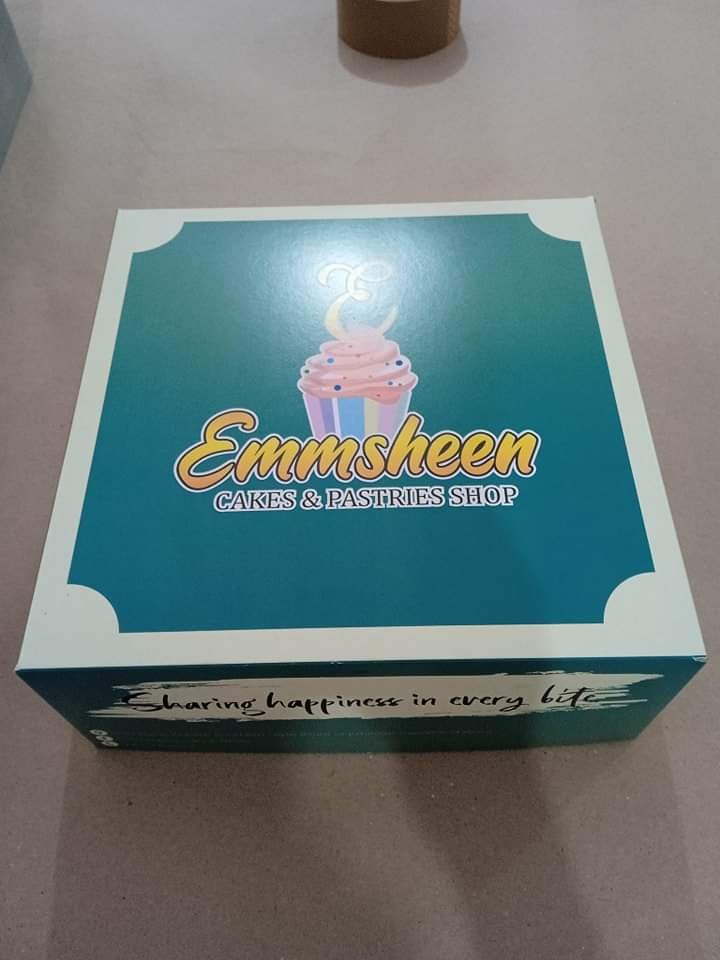 E
Emmsheen
CAKES & PASTRIES SHOP
Sharing happiness in every bite